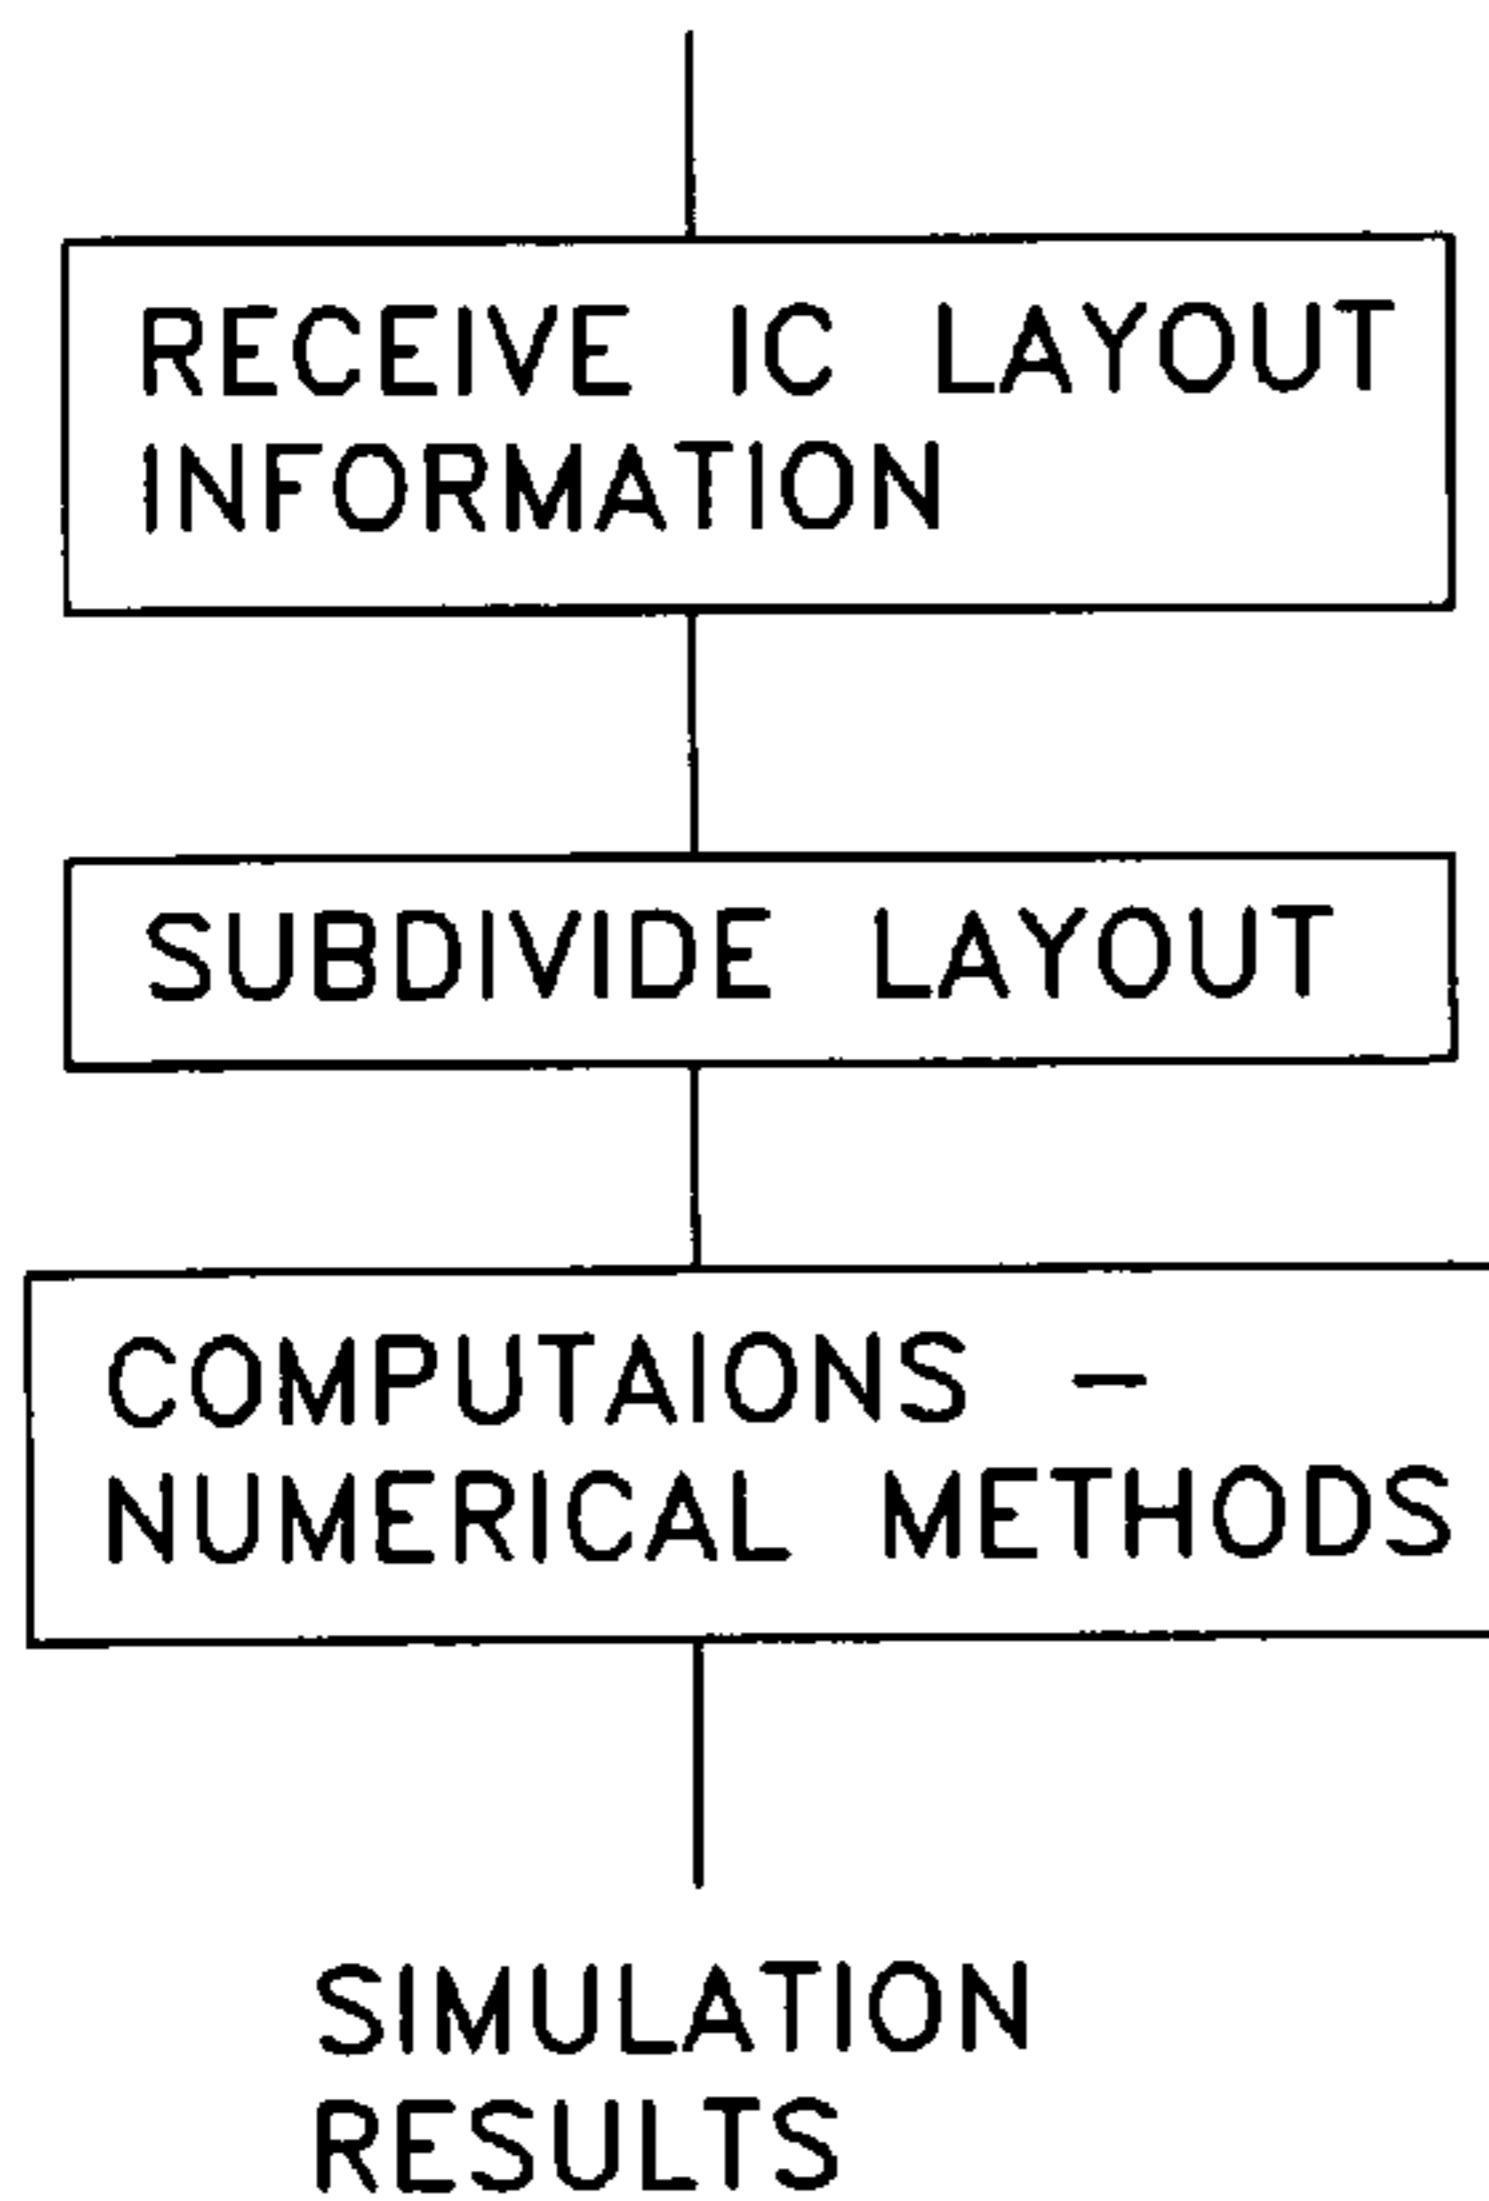 RECEIVE IC LAYOUT
INFORMATION
SUBDIVIDE LAYOUT
COMPUTAIONS -
NUMERICAL METHODS
SIMULATION
RESULTS